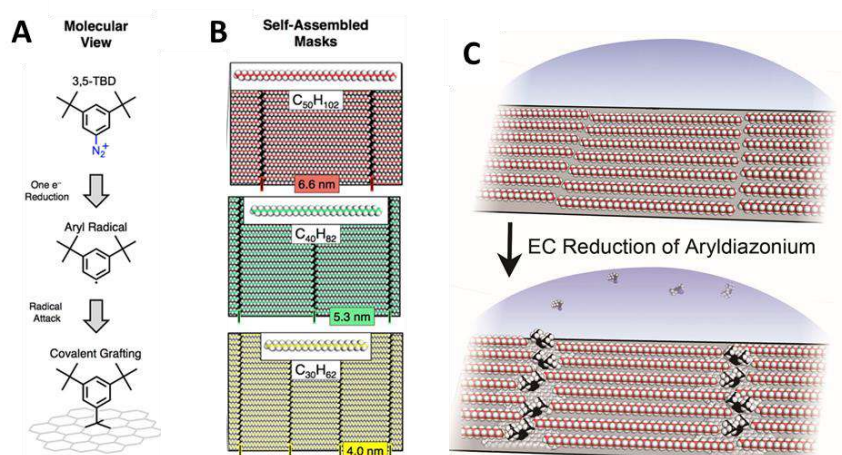 A
Molecular
View
3,5-TBD
N2+
One e⁻
Reduction
Aryl Radical
Radical
Attack
Covalent Grafting
B
Self-Assembled
Masks
C50H102
6.6 nm
C40H82
5.3 nm
C30H62
4.0 nm
C
EC Reduction of Aryldiazonium